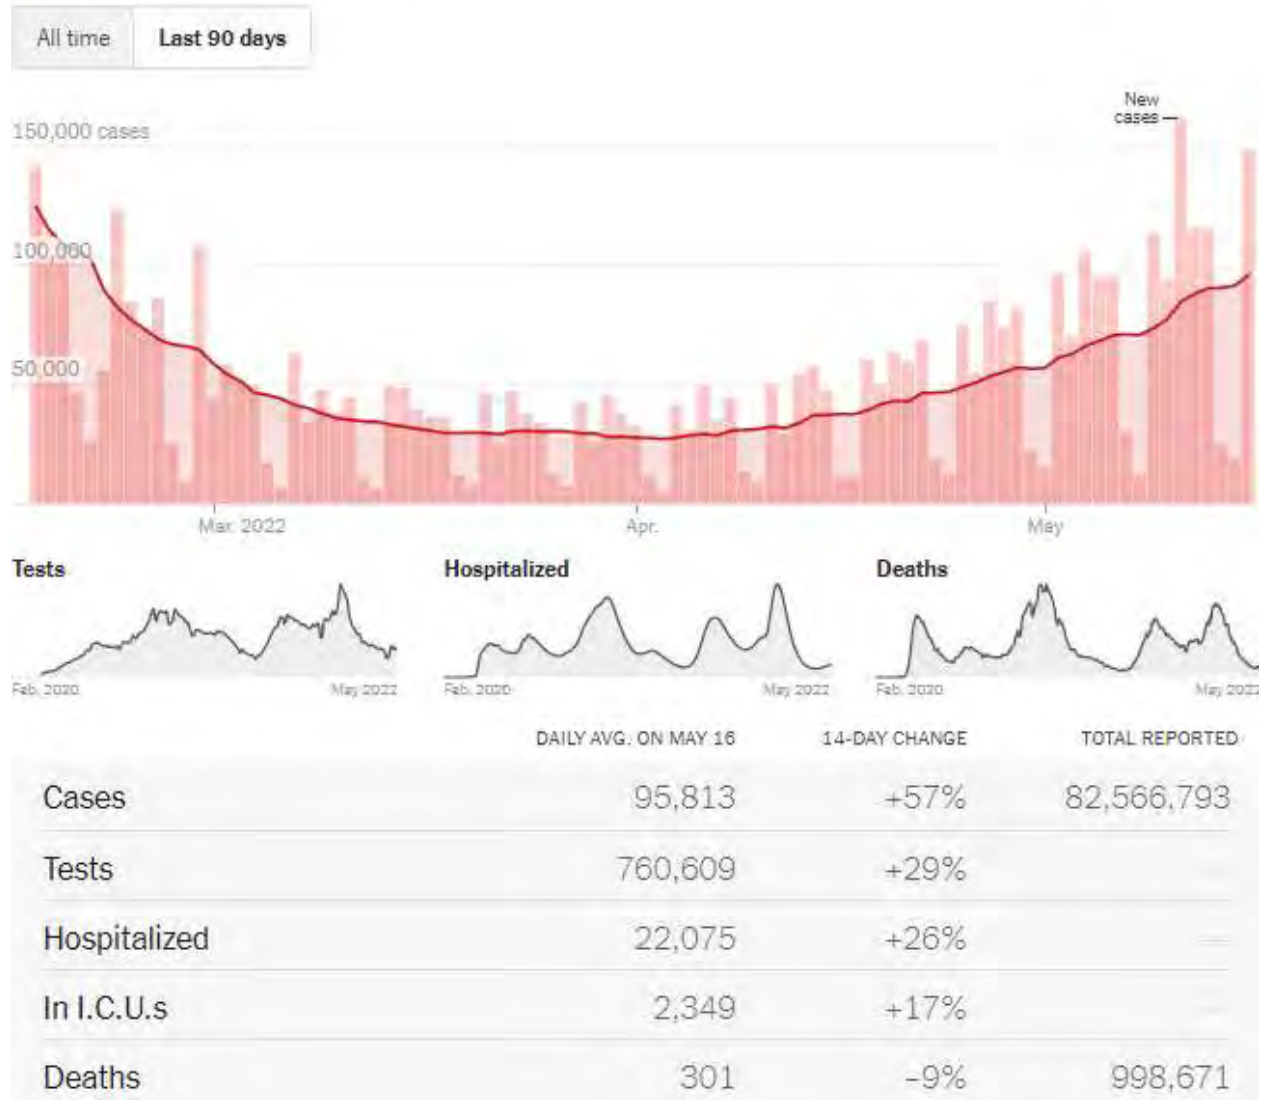 All time Last 90 days
New
cases
150,000 cases
100,000
50,000
Mar. 2022 Apr. May
Tests Hospitalized Deaths
Feb. 2020 May 2022 Feb. 2020 May 2022 Feb. 2020 May 2022
DAILY AVG. ON MAY 16 14-DAY CHANGE TOTAL REPORTED
Cases 95,813 +57% 82,566,793
Tests 760,609 +29% —
Hospitalized 22,075 +26% —
In I.C.U.s 2,349 +17% —
Deaths 301 –9% 998,671